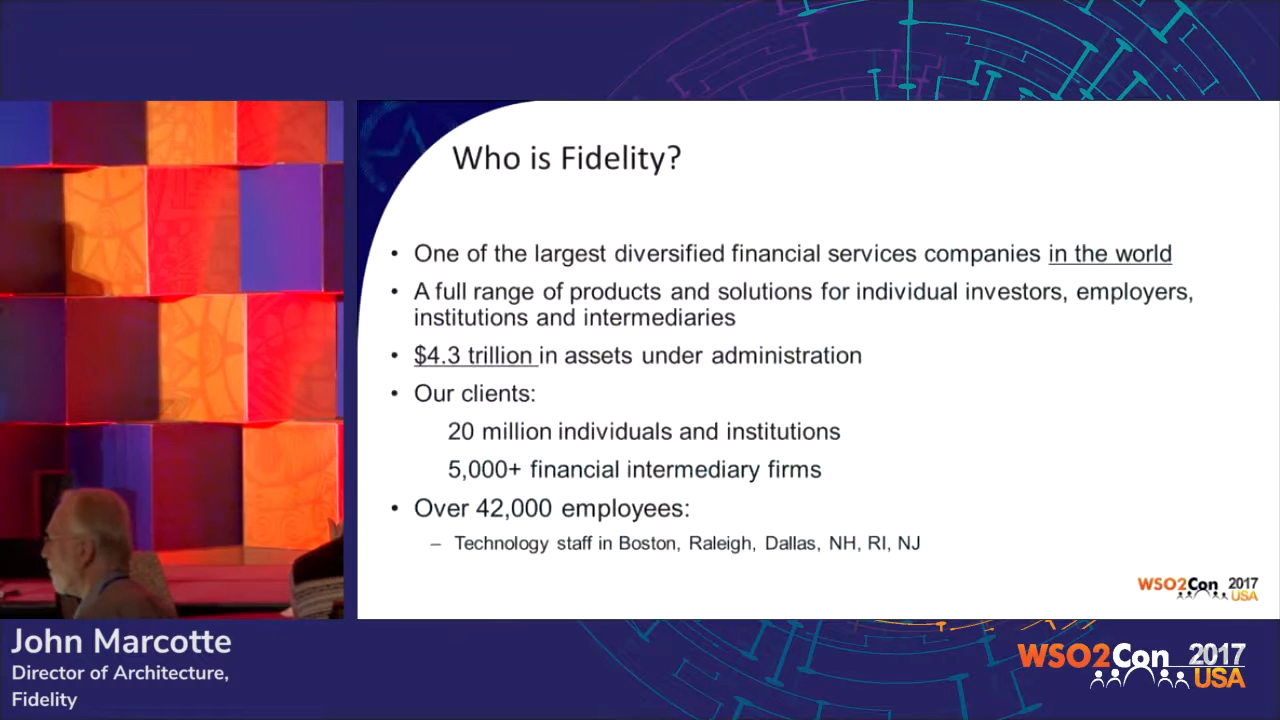 Who is Fidelity?
• One of the largest diversified financial services companies in the world
• A full range of products and solutions for individual investors, employers,
institutions and intermediaries
• $4.3 trillion in assets under administration
• Our clients:
20 million individuals and institutions
5,000+ financial intermediary firms
• Over 42,000 employees:
– Technology staff in Boston, Raleigh, Dallas, NH, RI, NJ
WSO2Con 2017
USA
John Marcotte
Director of Architecture,
Fidelity
WSO2Con 2017
USA